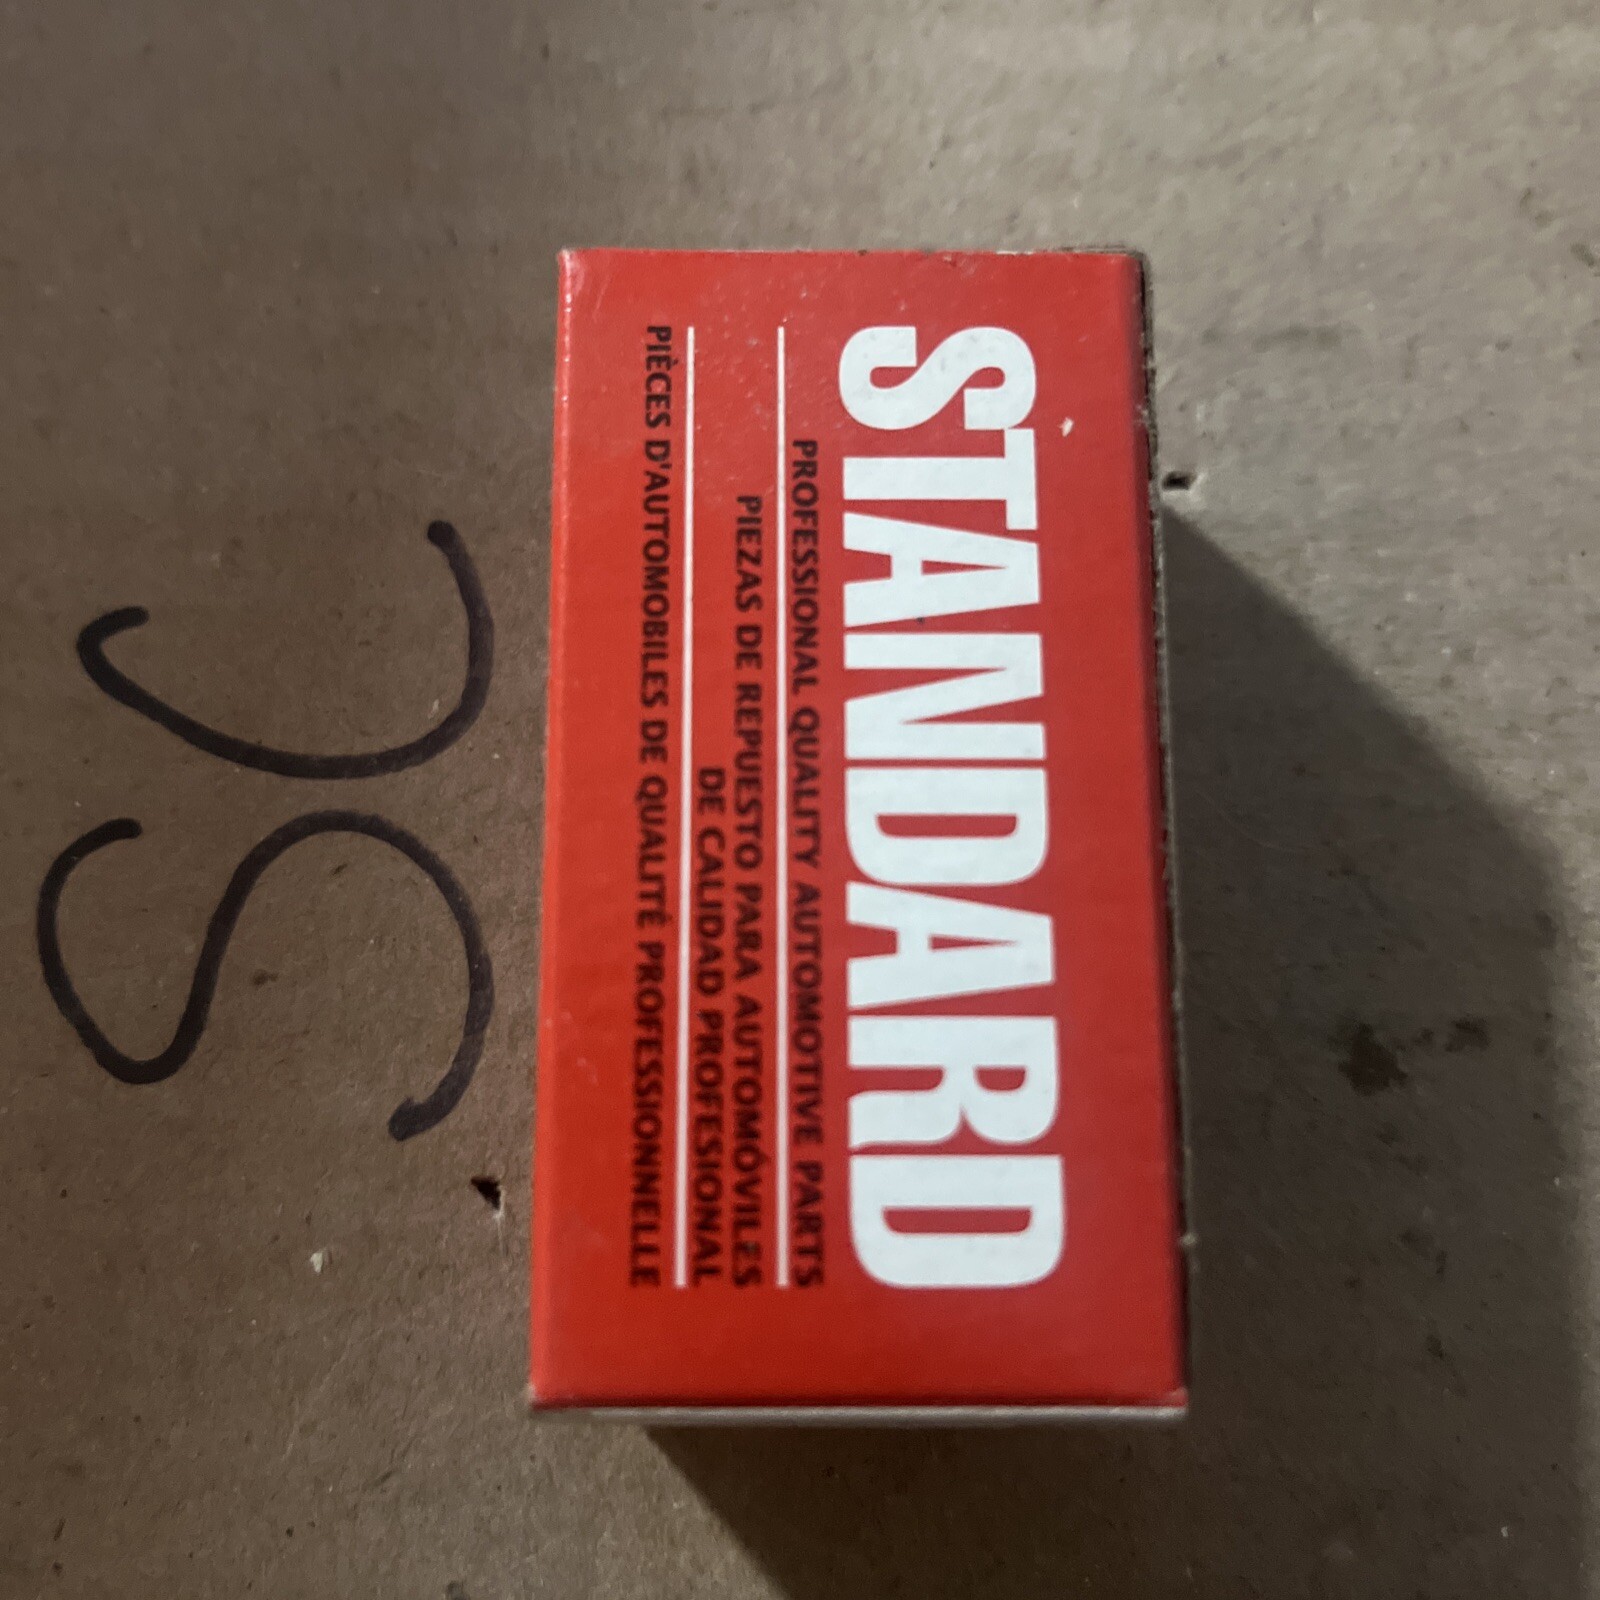 STANDARD
PROFESSIONAL QUALITY AUTOMOTIVE PARTS
PIEZAS DE REPUESTO PARA AUTOMÓVILES
DE CALIDAD PROFESIONAL
PIÈCES D'AUTOMOBILES DE QUALITÉ PROFESSIONNELLE
SC